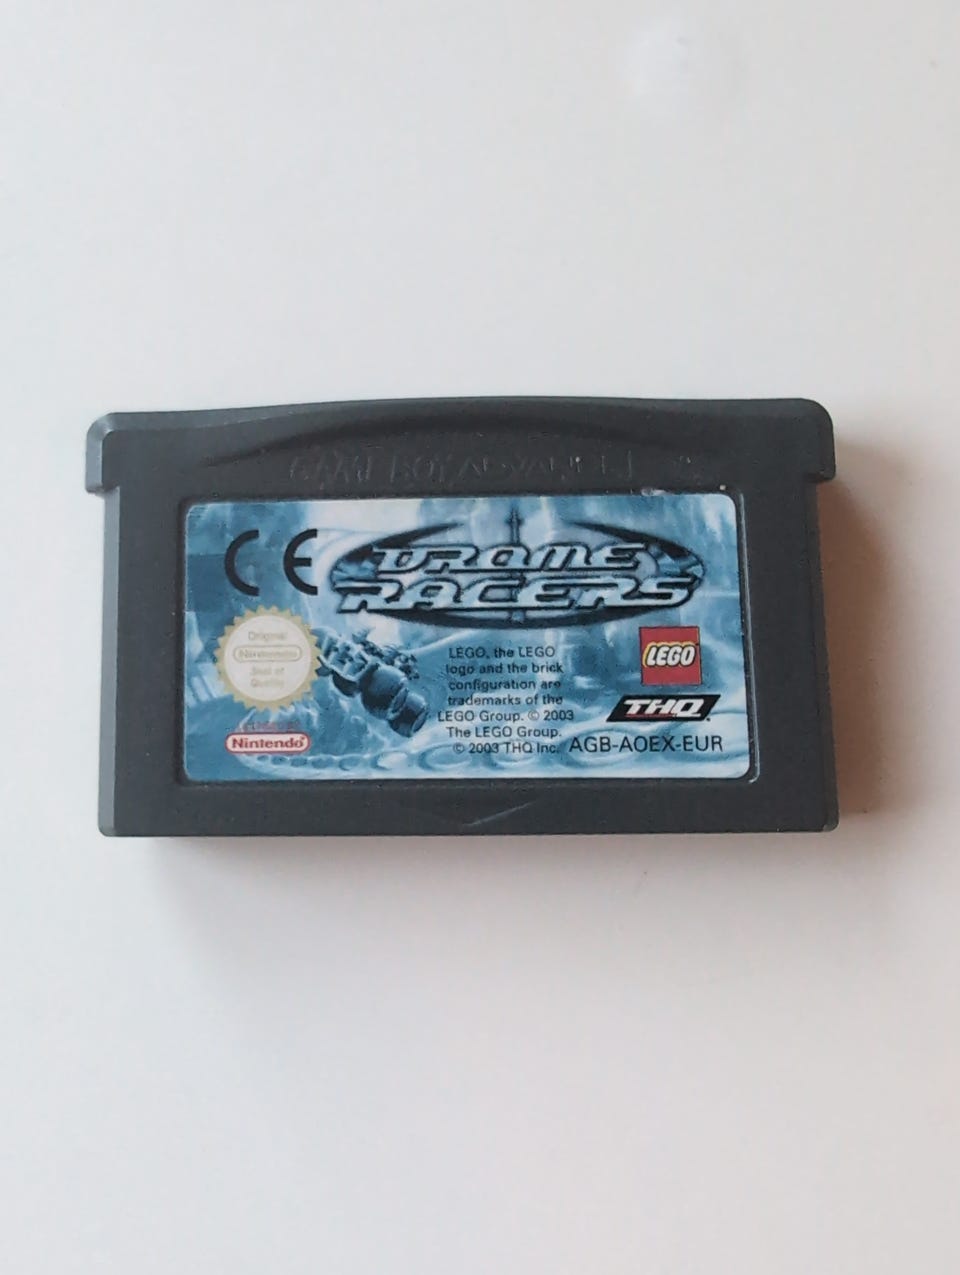 GAME BOY ADVANCE
CE
DROME
RACERS
Original
Nintendo
Seal of
Quality
LEGO, the LEGO
logo and the brick
configuration are
trademarks of the
LEGO Group. © 2003
The LEGO Group.
© 2003 THQ Inc.
LEGO
THQ
Nintendo
AGB-AOEX-EUR